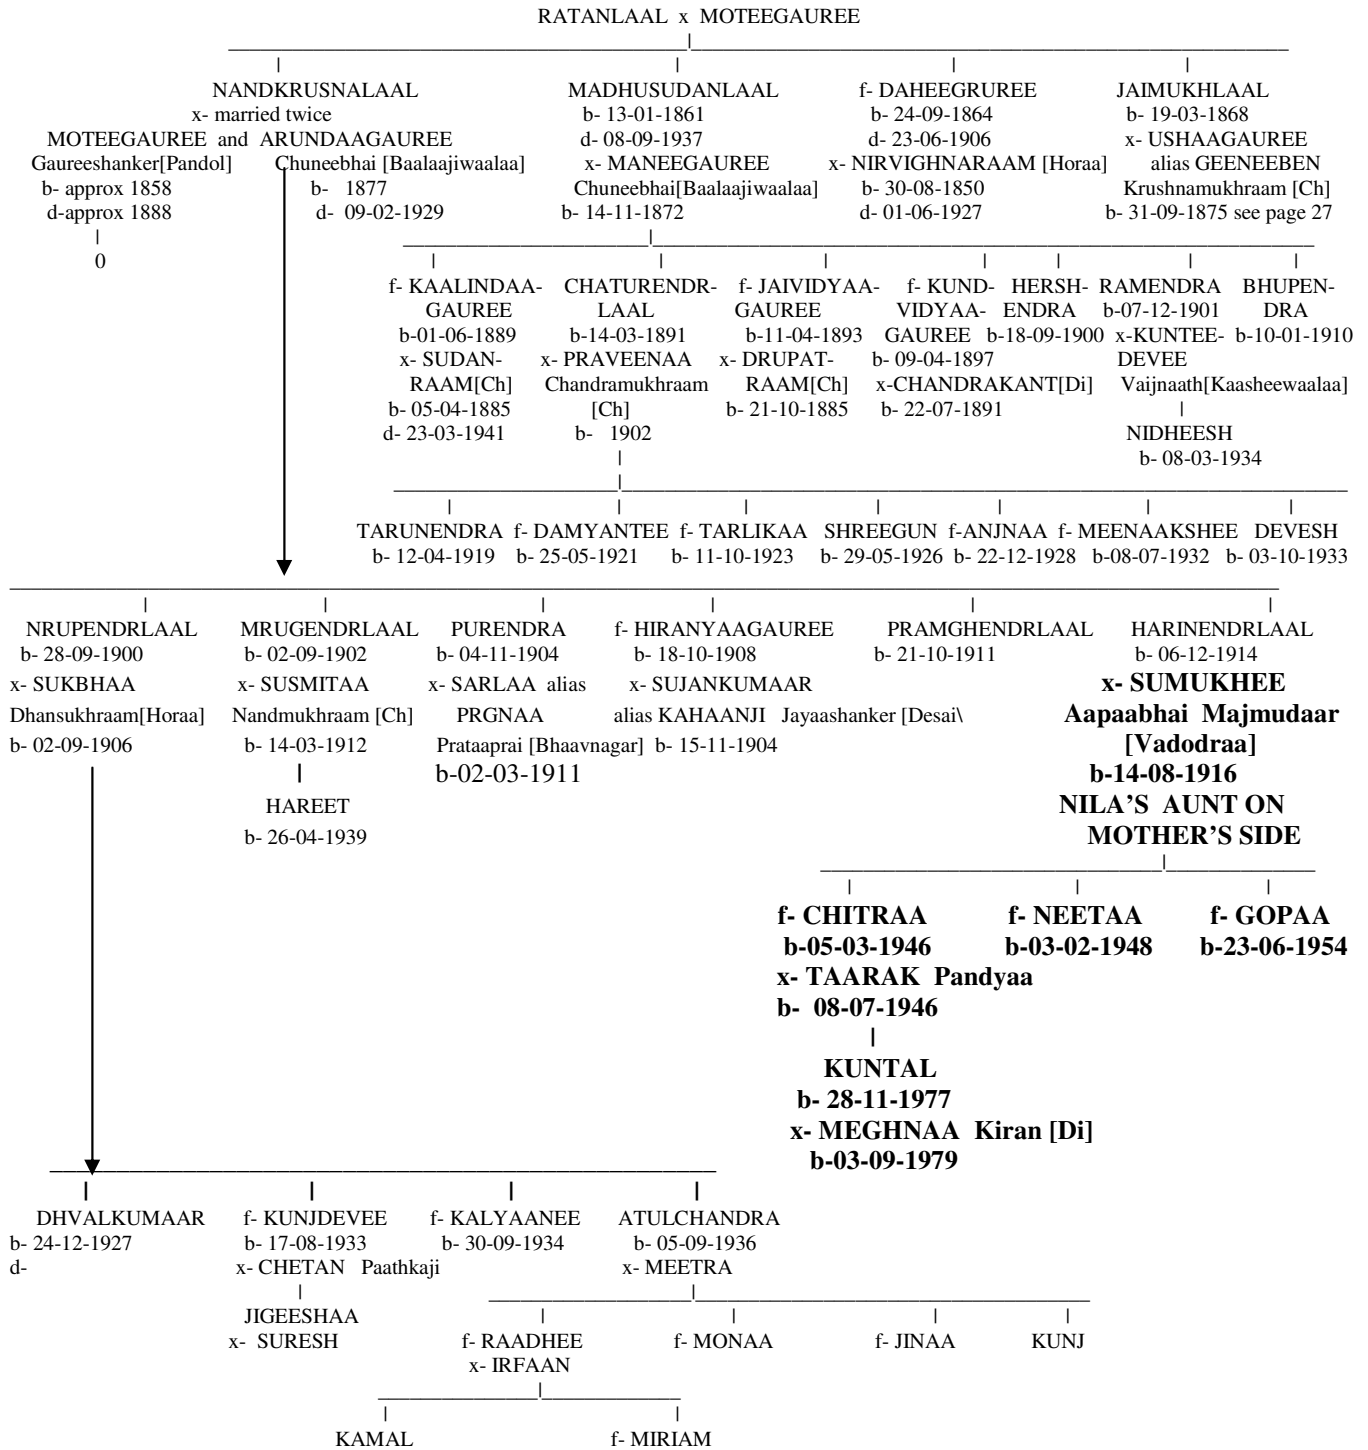 RATANLAAL x MOTEEGAUREE
NANDKRUSNALAAL MADHUSUDANLAAL f- DAHEEGRUREE JAIMUKHLAAL
x- married twice b- 13-01-1861 b- 24-09-1864 b- 19-03-1868
MOTEEGAUREE and ARUNDAAGAUREE d- 08-09-1937 d- 23-06-1906 x- USHAAGAUREE
Gaureeshanker[Pandol] Chuneebhai [Baalaajiwaalaa] x- MANEEGAUREE x- NIRVIGHNARAAM [Horaa] alias GEENEEBEN
b- approx 1858 b- 1877 Chuneebhai[Baalaajiwaalaa] b- 30-08-1850 Krushnamukhraam [Ch]
d-approx 1888 d- 09-02-1929 b- 14-11-1872 d- 01-06-1927 b- 31-09-1875 see page 27
0
f- KAALINDAA- CHATURENDR- f- JAIVIDYAA- f- KUND- HERSH- RAMENDRA BHUPEN-
GAUREE LAAL GAUREE VIDYAA- ENDRA b-07-12-1901 DRA
b-01-06-1889 b-14-03-1891 b-11-04-1893 GAUREE b-18-09-1900 x-KUNTEE- b-10-01-1910
x- SUDAN- x- PRAVEENAA x- DRUPAT- b- 09-04-1897 DEVEE
RAAM[Ch] Chandramukhraam RAAM[Ch] x-CHANDRAKANT[Di] Vaijnaath[Kaasheewaalaa]
b- 05-04-1885 [Ch] b- 21-10-1885 b- 22-07-1891
d- 23-03-1941 b- 1902 NIDHEESH
b- 08-03-1934
TARUNENDRA f- DAMYANTEE f- TARLIKAA SHREEGUN f-ANJNAA f- MEENAAKSHEE DEVESH
b- 12-04-1919 b- 25-05-1921 b- 11-10-1923 b- 29-05-1926 b- 22-12-1928 b-08-07-1932 b- 03-10-1933
NRUPENDRLAAL MRUGENDRLAAL PURENDRA f- HIRANYAAGAUREE PRAMGHENDRLAAL HARINENDRLAAL
b- 28-09-1900 b- 02-09-1902 b- 04-11-1904 b- 18-10-1908 b- 21-10-1911 b- 06-12-1914
x- SUKBHAA x- SUSMITAA x- SARLAA alias x- SUJANKUMAAR x- SUMUKHEE
Dhansukhraam[Horaa] Nandmukhraam [Ch] PRGNAA alias KAHAANJI Jayaashanker [Desai\ Aapaabhai Majmudaar
b- 02-09-1906 b- 14-03-1912 Prataaprai [Bhaavnagar] b- 15-11-1904 [Vadodraa]
b-02-03-1911 b-14-08-1916
HAREET NILA'S AUNT ON
b- 26-04-1939 MOTHER'S SIDE
f- CHITRAA f- NEETAA f- GOPAA
b-05-03-1946 b-03-02-1948 b-23-06-1954
x- TAARAK Pandyaa
b- 08-07-1946
KUNTAL
b- 28-11-1977
x- MEGHNAA Kiran [Di]
b-03-09-1979
DHVALKUMAAR f- KUNJDEVEE f- KALYAANEE ATULCHANDRA
b- 24-12-1927 b- 17-08-1933 b- 30-09-1934 b- 05-09-1936
d- x- CHETAN Paathkaji x- MEETRA
JIGEESHAA
x- SURESH f- RAADHEE f- MONAA f- JINAA KUNJ
x- IRFAAN
KAMAL f- MIRIAM